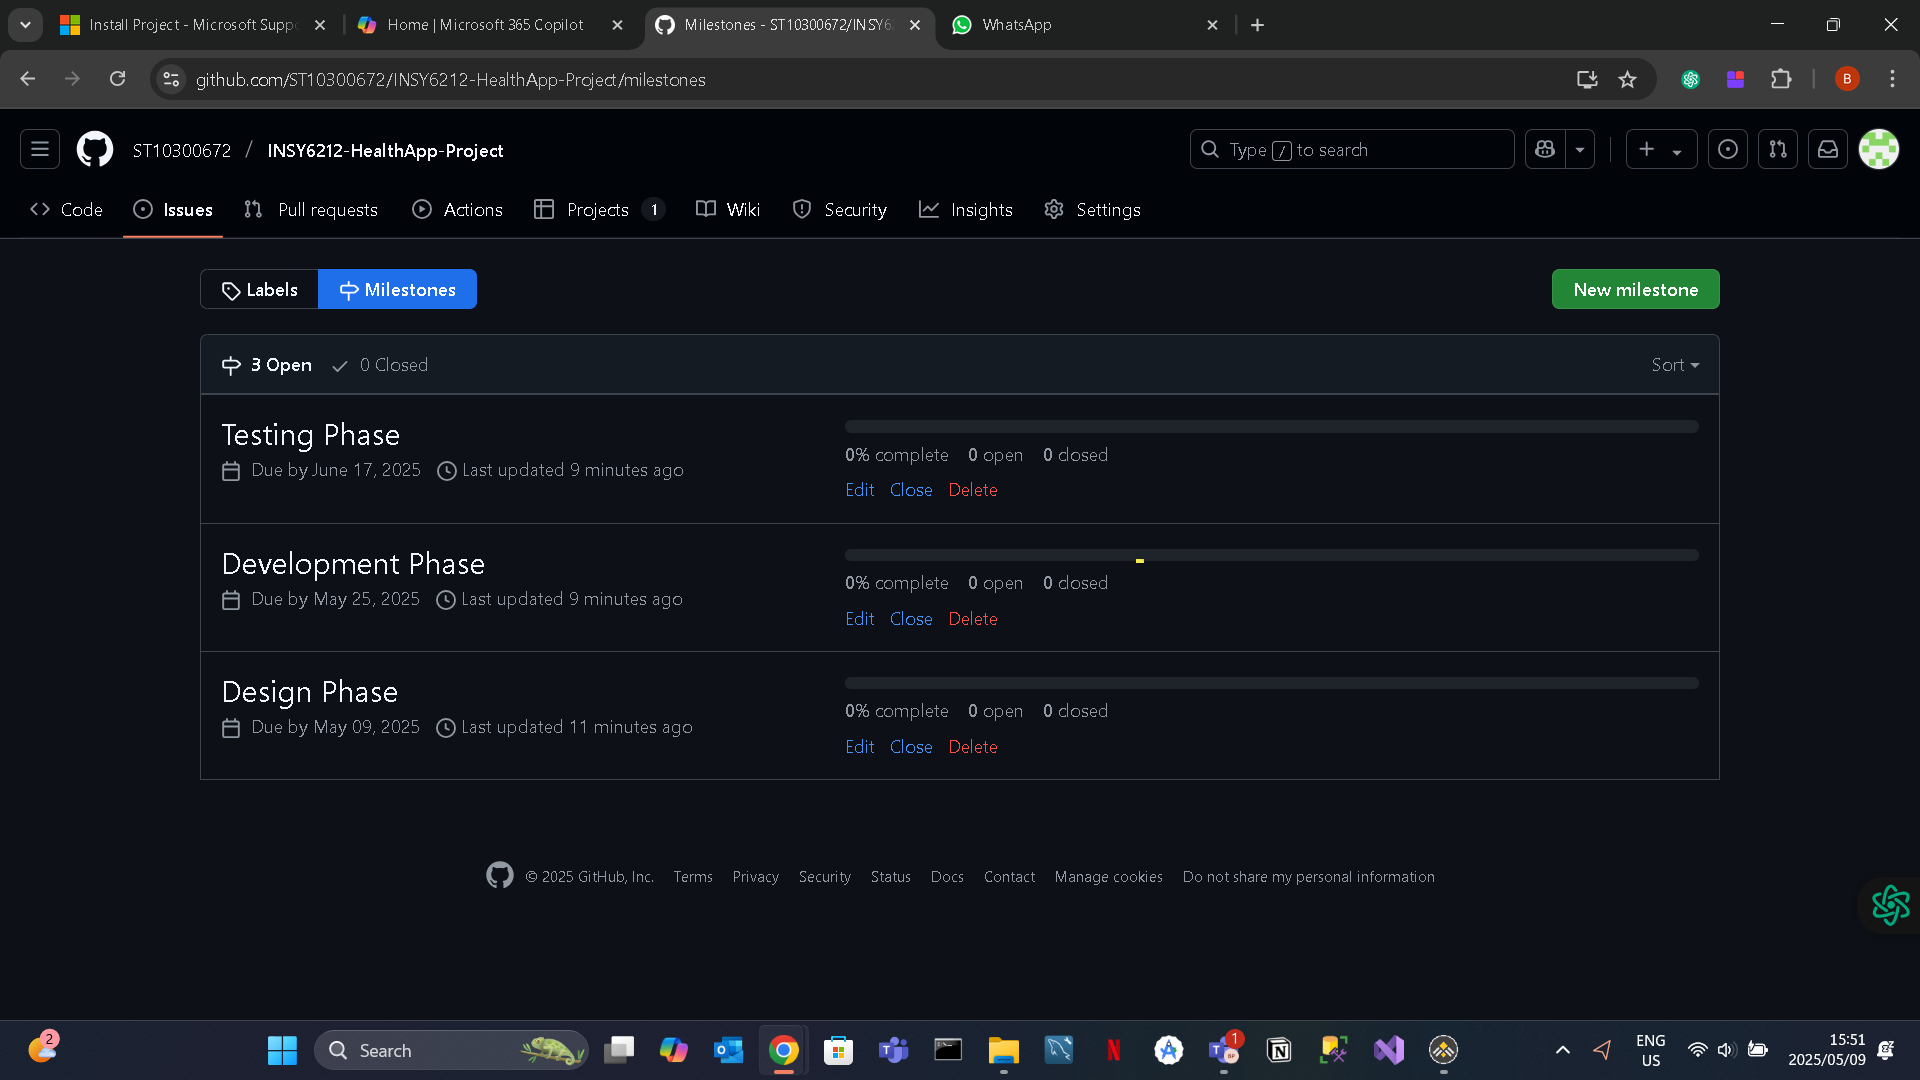 Install Project - Microsoft Supp
Home | Microsoft 365 Copilot
Milestones - ST10300672/INSY6
WhatsApp
github.com/ST10300672/INSY6212-HealthApp-Project/milestones
B
ST10300672 / INSY6212-HealthApp-Project
Type / to search
Code
Issues
Pull requests
Actions
Projects 1
Wiki
Security
Insights
Settings
Labels
Milestones
New milestone
3 Open
0 Closed
Sort
Testing Phase
Due by June 17, 2025 Last updated 9 minutes ago
0% complete 0 open 0 closed
Edit Close Delete
Development Phase
Due by May 25, 2025 Last updated 9 minutes ago
0% complete 0 open 0 closed
Edit Close Delete
Design Phase
Due by May 09, 2025 Last updated 11 minutes ago
0% complete 0 open 0 closed
Edit Close Delete
© 2025 GitHub, Inc. Terms Privacy Security Status Docs Contact Manage cookies Do not share my personal information
2
Search
1
ENG
US
15:51
2025/05/09